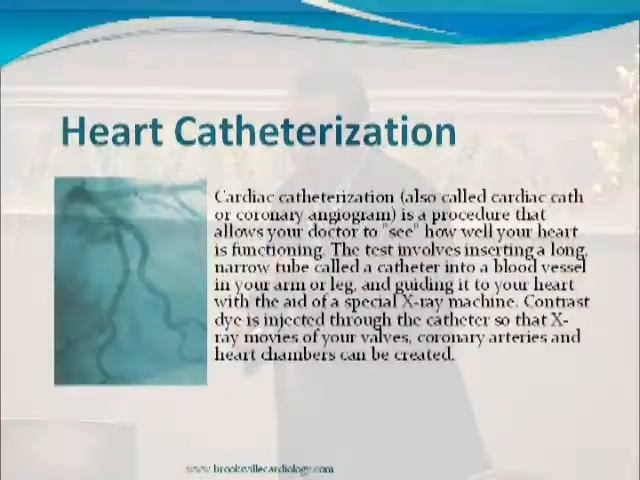 Heart Catheterization
Cardiac catheterization (also called cardiac cath
or coronary angiogram) is a procedure that
allows your doctor to "see" how well your heart
is functioning. The test involves inserting a long,
narrow tube called a catheter into a blood vessel
in your arm or leg, and guiding it to your heart
with the aid of a special X-ray machine. Contrast
dye is injected through the catheter so that X-
ray movies of your valves, coronary arteries and
heart chambers can be created.
www.brooksvillecardiology.com